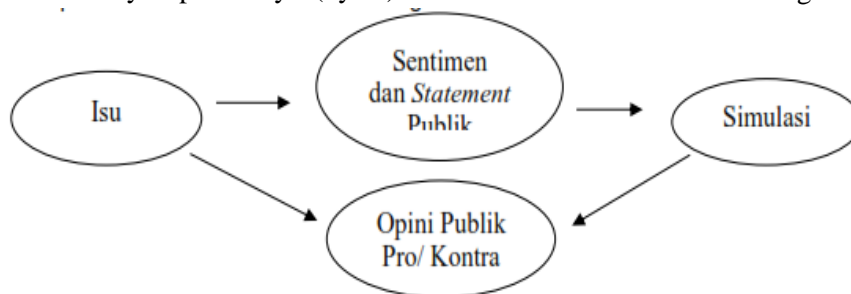 Sentimen
dan Statement
Publik
Isu
Simulasi
Opini Publik
Pro/ Kontra